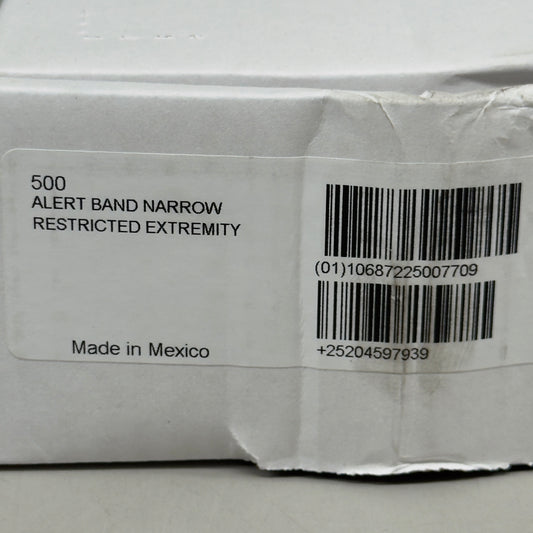 500
ALERT BAND NARROW
RESTRICTED EXTREMITY
Made in Mexico
(01)10687225007709
+25204597939